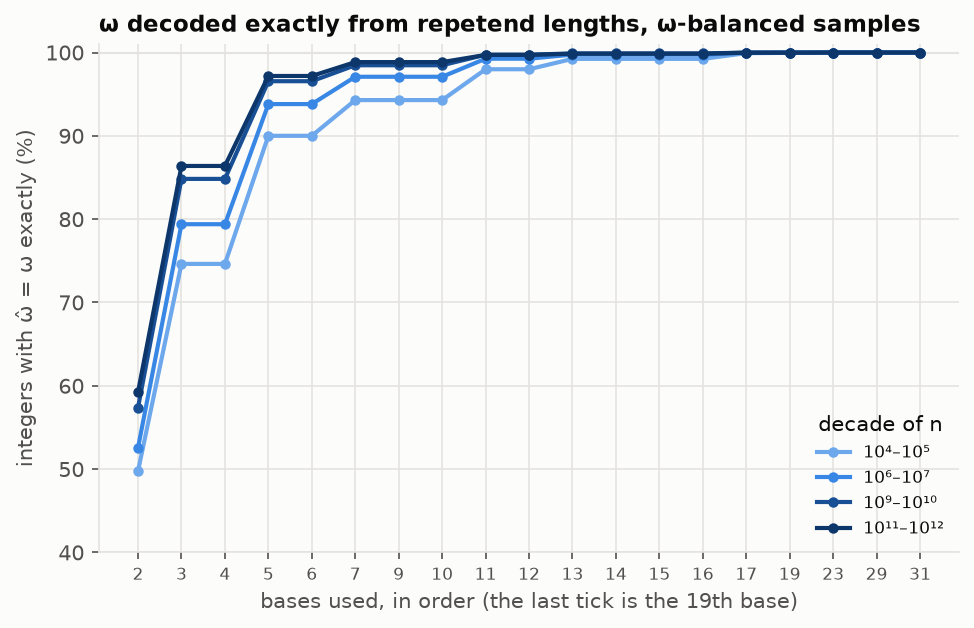 ω decoded exactly from repetend lengths, ω-balanced samples
100
90
80
70
60
50
40
integers with ω̂ = ω exactly (%)
decade of n
10⁴–10⁵
10⁶–10⁷
10⁹–10¹⁰
10¹¹–10¹²
2 3 4 5 6 7 9 10 11 12 13 14 15 16 17 19 23 29 31
bases used, in order (the last tick is the 19th base)